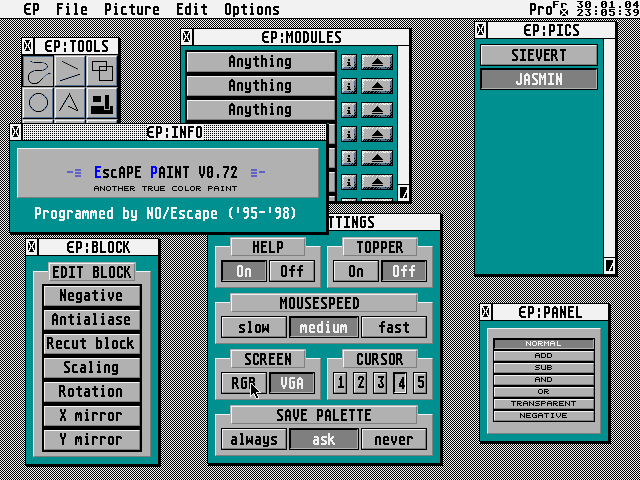 EP File Picture Edit Options
Pro Fr 30.01.04
23:05:39
EP:TOOLS
EP:MODULES
Anything
Anything
Anything
i
i
i
i
i
i
EP:PICS
SIEVERT
JASMIN
EP:INFO
-≡ EscAPE PAINT V0.72 ≡-
ANOTHER TRUE COLOR PAINT
Programmed by NO/Escape ('95-'98)
TTINGS
HELP
On Off
TOPPER
On Off
MOUSESPEED
slow medium fast
SCREEN
RGB VGA
CURSOR
1 2 3 4 5
SAVE PALETTE
always ask never
EP:BLOCK
EDIT BLOCK
Negative
Antialiase
Recut block
Scaling
Rotation
X mirror
Y mirror
EP:PANEL
NORMAL
ADD
SUB
AND
OR
TRANSPARENT
NEGATIVE